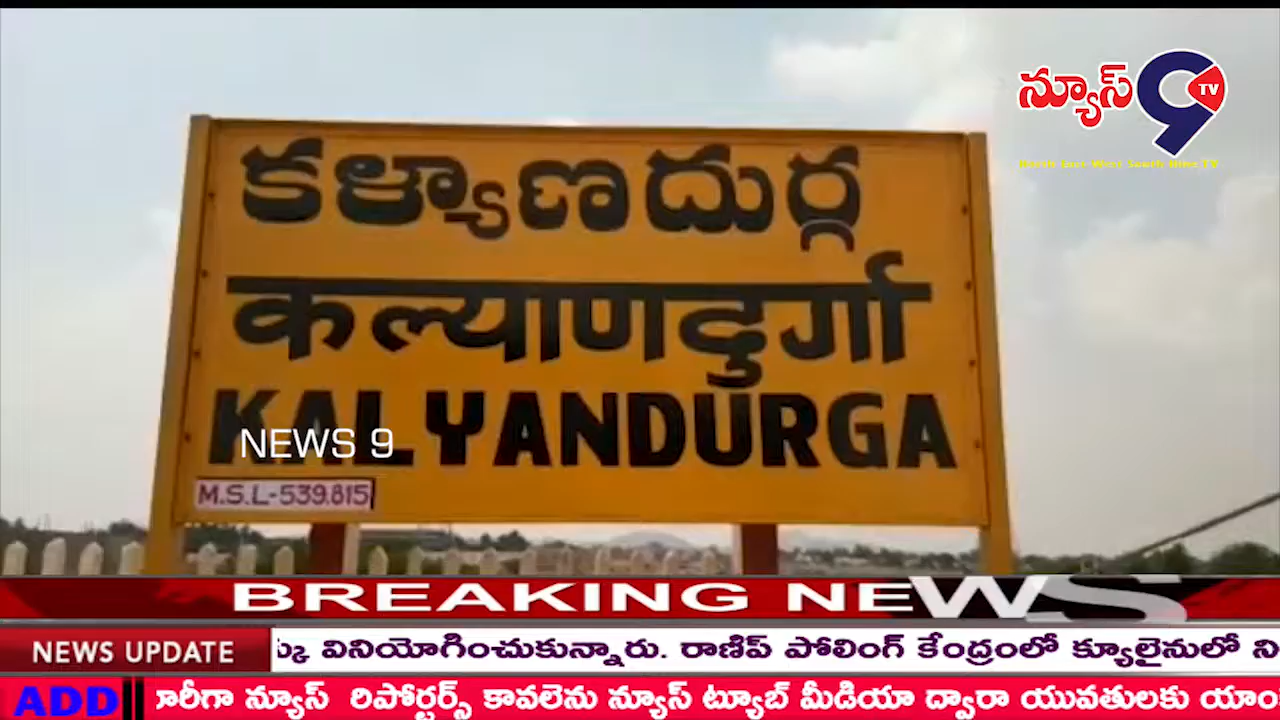 న్యూస్ 9 TV
కళ్యాణదుర్గ
कल्याणदुर्गा
KALYANDURGA
NEWS 9
M.S.L-539.815
BREAKING NEWS
NEWS UPDATE
వినియోగించుకున్నారు. రాణిప్ పోలింగ్ కేంద్రంలో క్యూలైనులో
ADD
న్యూస్ రిపోర్టర్స్ కావలెను న్యూస్ ట్యూబ్ మీడియా ద్వారా యువతులకు